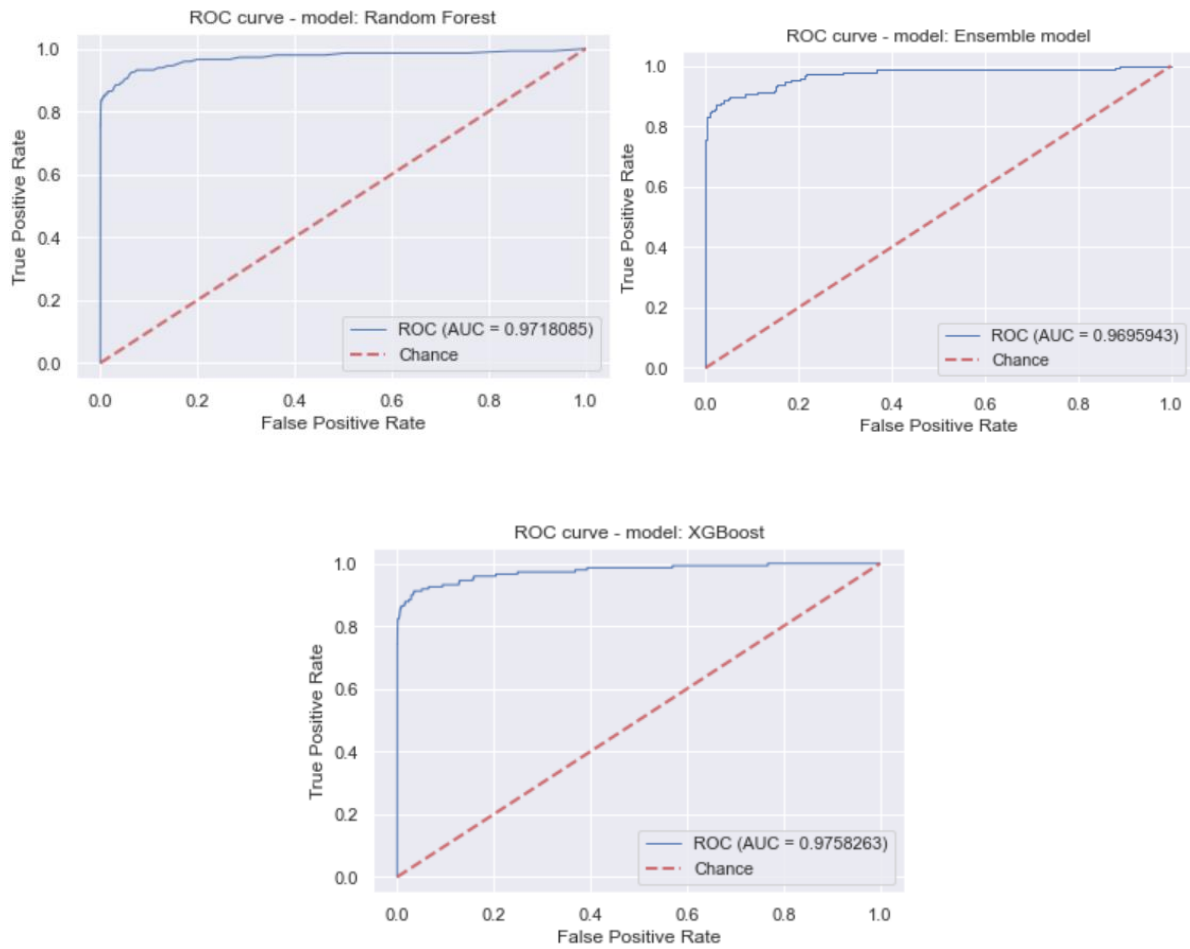 ROC curve - model: Random Forest
1.0
0.8
0.6
0.4
0.2
0.0
True Positive Rate
ROC (AUC = 0.9718085)
Chance
0.0 0.2 0.4 0.6 0.8 1.0
False Positive Rate
ROC curve - model: Ensemble model
1.0
0.8
0.6
0.4
0.2
0.0
True Positive Rate
ROC (AUC = 0.9695943)
Chance
0.0 0.2 0.4 0.6 0.8 1.0
False Positive Rate
ROC curve - model: XGBoost
1.0
0.8
0.6
0.4
0.2
0.0
True Positive Rate
ROC (AUC = 0.9758263)
Chance
0.0 0.2 0.4 0.6 0.8 1.0
False Positive Rate